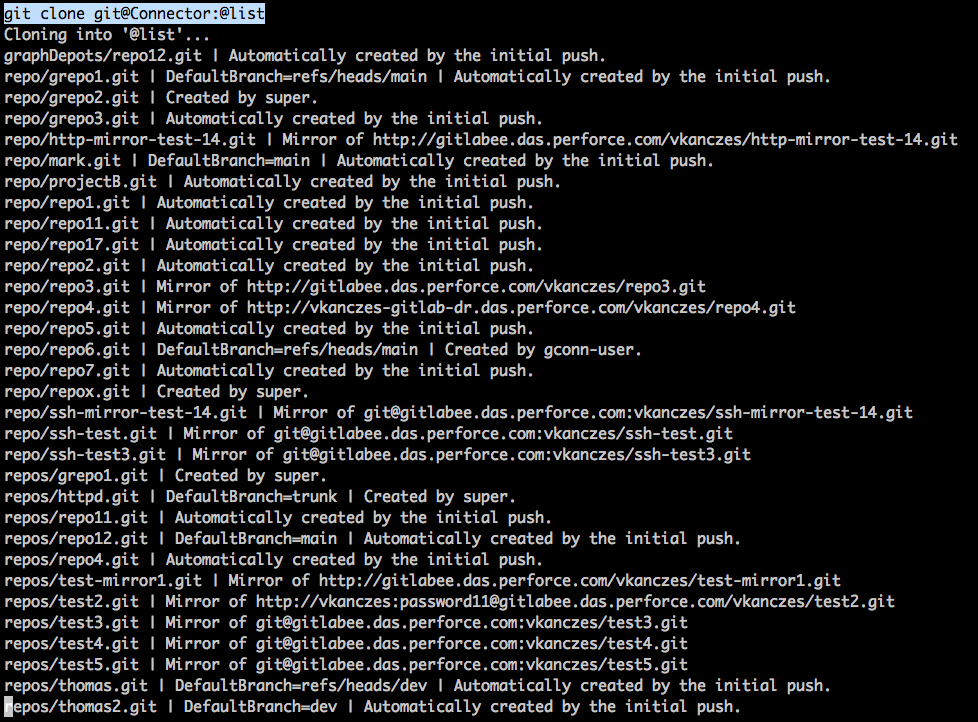 git clone git@Connector:@list
Cloning into '@list'...
graphDepots/repo12.git | Automatically created by the initial push.
repo/grepo1.git | DefaultBranch=refs/heads/main | Automatically created by the initial push.
repo/grepo2.git | Created by super.
repo/grepo3.git | Automatically created by the initial push.
repo/http-mirror-test-14.git | Mirror of http://gitlabee.das.perforce.com/vkanczes/http-mirror-test-14.git
repo/mark.git | DefaultBranch=main | Automatically created by the initial push.
repo/projectB.git | Automatically created by the initial push.
repo/repo1.git | Automatically created by the initial push.
repo/repo11.git | Automatically created by the initial push.
repo/repo17.git | Automatically created by the initial push.
repo/repo2.git | Automatically created by the initial push.
repo/repo3.git | Mirror of http://gitlabee.das.perforce.com/vkanczes/repo3.git
repo/repo4.git | Mirror of http://vkanczes-gitlab-dr.das.perforce.com/vkanczes/repo4.git
repo/repo5.git | Automatically created by the initial push.
repo/repo6.git | DefaultBranch=refs/heads/main | Created by gconn-user.
repo/repo7.git | Automatically created by the initial push.
repo/repox.git | Created by super.
repo/ssh-mirror-test-14.git | Mirror of git@gitlabee.das.perforce.com:vkanczes/ssh-mirror-test-14.git
repo/ssh-test.git | Mirror of git@gitlabee.das.perforce.com:vkanczes/ssh-test.git
repo/ssh-test3.git | Mirror of git@gitlabee.das.perforce.com:vkanczes/ssh-test3.git
repos/grepo1.git | Created by super.
repos/httpd.git | DefaultBranch=trunk | Created by super.
repos/repo11.git | Automatically created by the initial push.
repos/repo12.git | DefaultBranch=main | Automatically created by the initial push.
repos/repo4.git | Automatically created by the initial push.
repos/test-mirror1.git | Mirror of http://gitlabee.das.perforce.com/vkanczes/test-mirror1.git
repos/test2.git | Mirror of http://vkanczes:password11@gitlabee.das.perforce.com/vkanczes/test2.git
repos/test3.git | Mirror of git@gitlabee.das.perforce.com:vkanczes/test3.git
repos/test4.git | Mirror of git@gitlabee.das.perforce.com:vkanczes/test4.git
repos/test5.git | Mirror of git@gitlabee.das.perforce.com:vkanczes/test5.git
repos/thomas.git | DefaultBranch=refs/heads/dev | Automatically created by the initial push.
repos/thomas2.git | DefaultBranch=dev | Automatically created by the initial push.